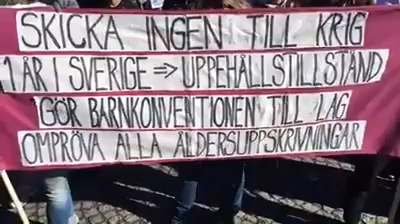 SKICKA INGEN TILL KRIG
1 ÅR I SVERIGE => UPPEHÅLLSTILLSTÅND
GÖR BARNKONVENTIONEN TILL LAG
OMPRÖVA ALLA ÅLDERSUPPSKRIVNINGAR